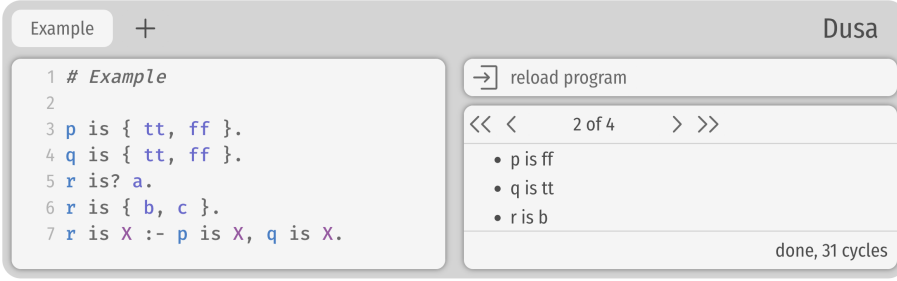 Example
+
Dusa
1 # Example
2
3 p is { tt, ff }.
4 q is { tt, ff }.
5 r is? a.
6 r is { b, c }.
7 r is X :- p is X, q is X.
reload program
<< < 2 of 4 > >>
• p is ff
• q is tt
• r is b
done, 31 cycles